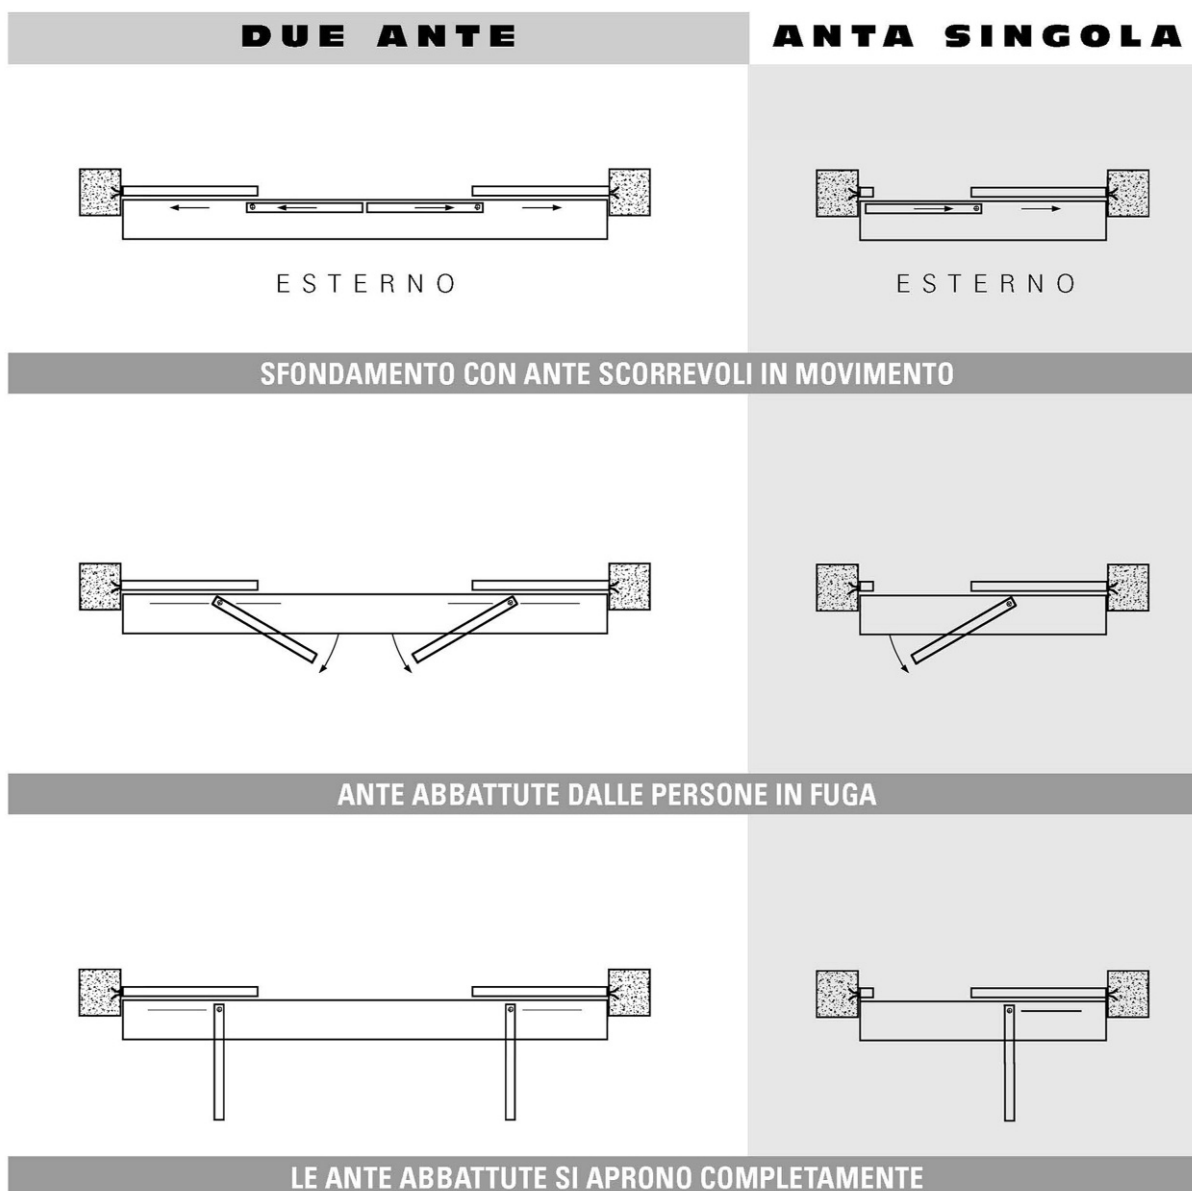 DUE ANTE
ANTA SINGOLA
ESTERNO
ESTERNO
SFONDAMENTO CON ANTE SCORREVOLI IN MOVIMENTO
ANTE ABBATTUTE DALLE PERSONE IN FUGA
LE ANTE ABBATTUTE SI APRONO COMPLETAMENTE